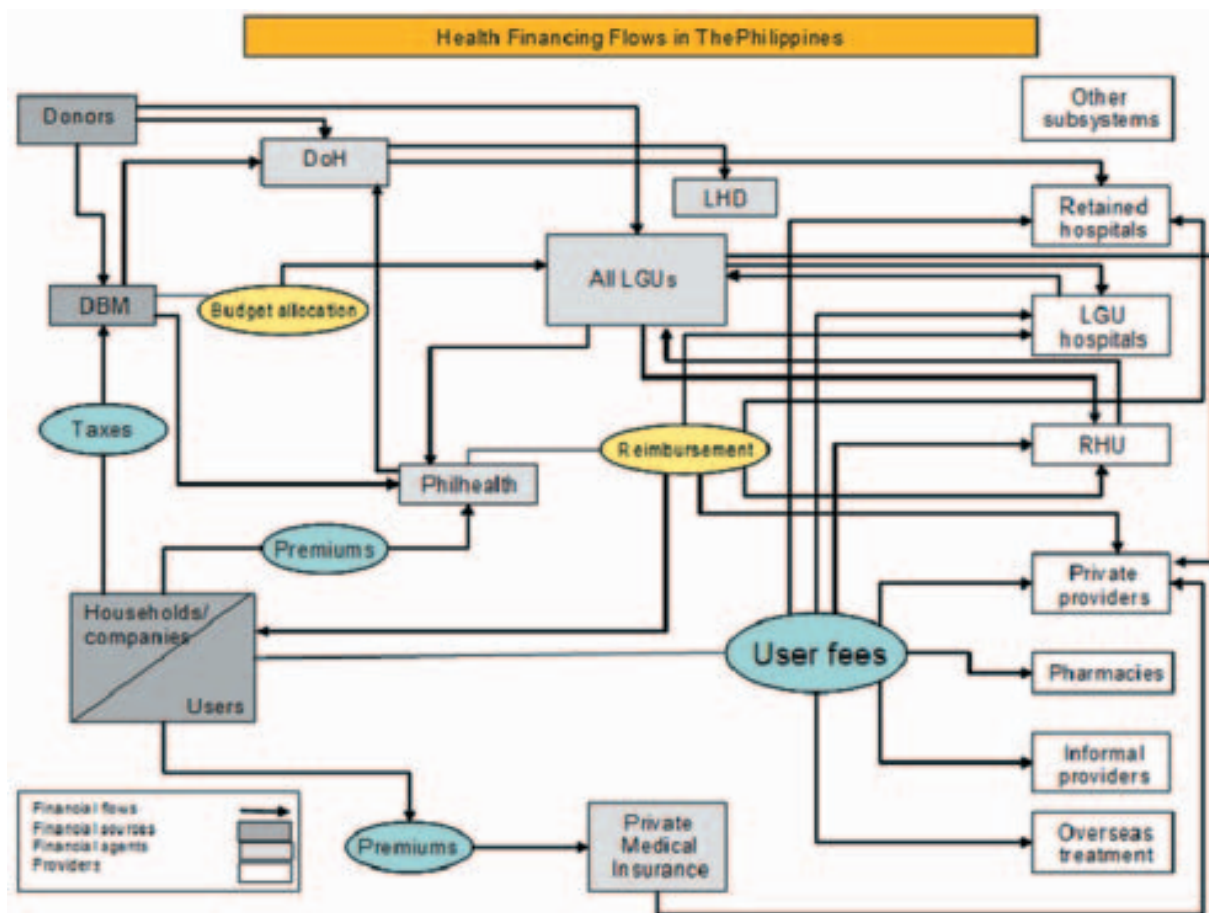 Health Financing Flows in ThePhilippines
Donors
Other
subsystems
DoH
LHD
Retained
hospitals
All LGUs
DBM
Budget allocation
LGU
hospitals
Taxes
Reimbursement
RHU
Philhealth
Premiums
Private
providers
Households/
companies
Users
User fees
Pharmacies
Informal
providers
Financial flows
Financial sources
Financial agents
Providers
Premiums
Private
Medical
Insurance
Overseas
treatment